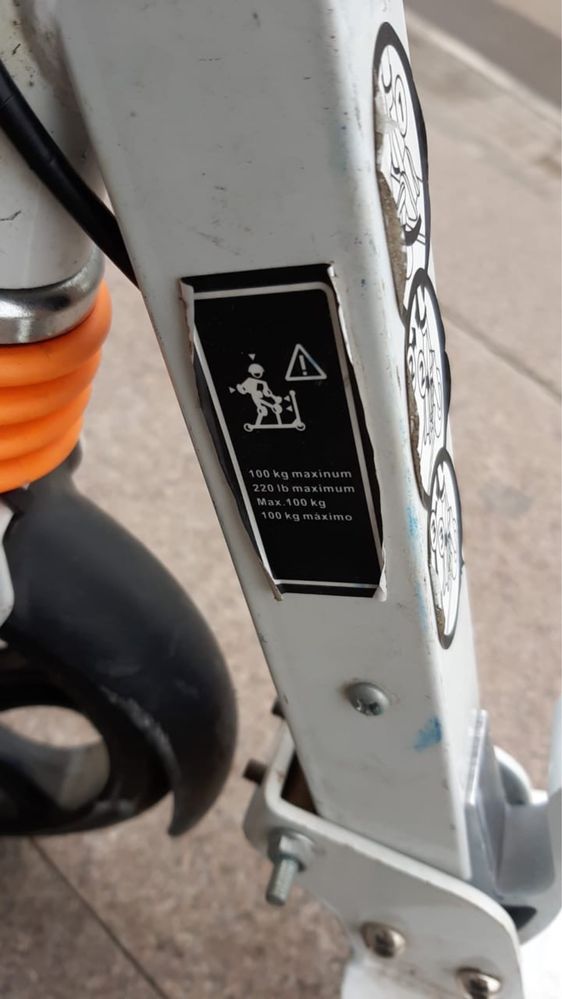 100 kg maxinum
220 lb maximum
Max.100 kg
100 kg máximo